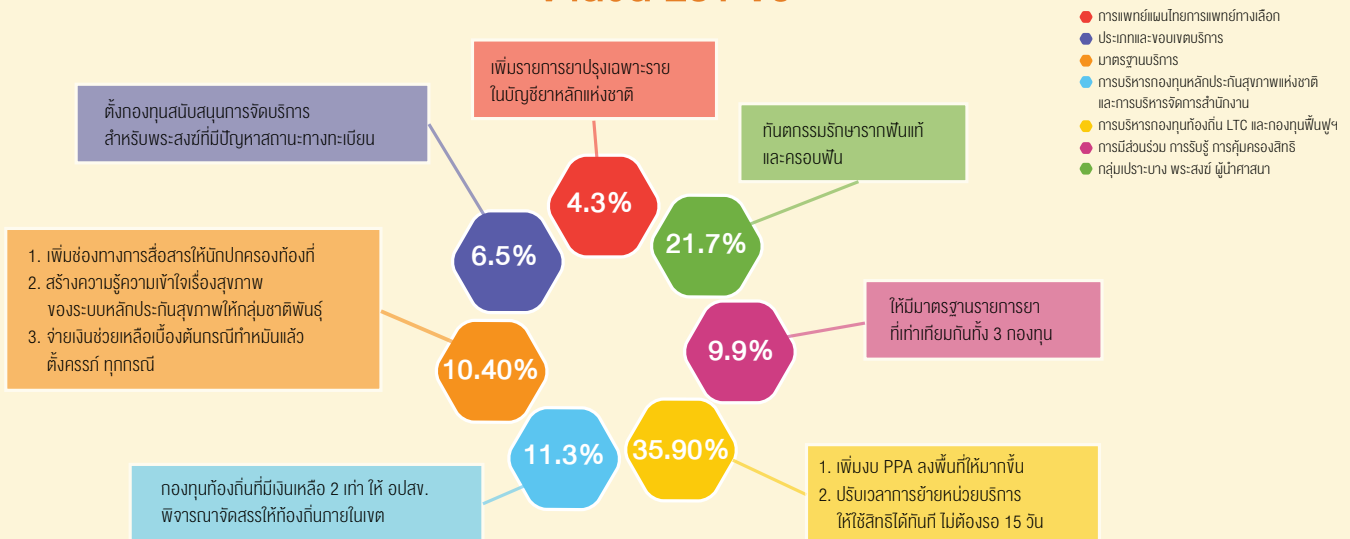 การแพทย์แผนไทยการแพทย์ทางเลือก
ประเภทและขอบเขตบริการ
มาตรฐานบริการ
การบริหารกองทุนหลักประกันสุขภาพแห่งชาติ
และการบริหารจัดการสำนักงาน
การบริหารกองทุนท้องถิ่น LTC และกองทุนฟื้นฟูฯ
การมีส่วนร่วม การรับรู้ การคุ้มครองสิทธิ
กลุ่มเปราะบาง พระสงฆ์ ผู้นำศาสนา
เพิ่มรายการยาปรุงเฉพาะราย
ในบัญชียาหลักแห่งชาติ
ตั้งกองทุนสนับสนุนการจัดบริการ
สำหรับพระสงฆ์ที่มีปัญหาสถานะทางทะเบียน
ทันตกรรมรักษารากฟันแท้
และครอบฟัน
4.3%
21.7%
6.5%
1. เพิ่มช่องทางการสื่อสารให้นักปกครองท้องที่
2. สร้างความรู้ความเข้าใจเรื่องสุขภาพ
ของระบบหลักประกันสุขภาพให้กลุ่มชาติพันธุ์
3. จ่ายเงินช่วยเหลือเบื้องต้นกรณีทำหมันแล้ว
ตั้งครรภ์ ทุกกรณี
ให้มีมาตรฐานรายการยา
ที่เท่าเทียมกันทั้ง 3 กองทุน
9.9%
10.40%
11.3%
35.90%
กองทุนท้องถิ่นที่มีเงินเหลือ 2 เท่า ให้ อปสข.
พิจารณาจัดสรรให้ท้องถิ่นภายในเขต
1. เพิ่มงบ PPA ลงพื้นที่ให้มากขึ้น
2. ปรับเวลาการย้ายหน่วยบริการ
ให้ใช้สิทธิได้ทันที ไม่ต้องรอ 15 วัน